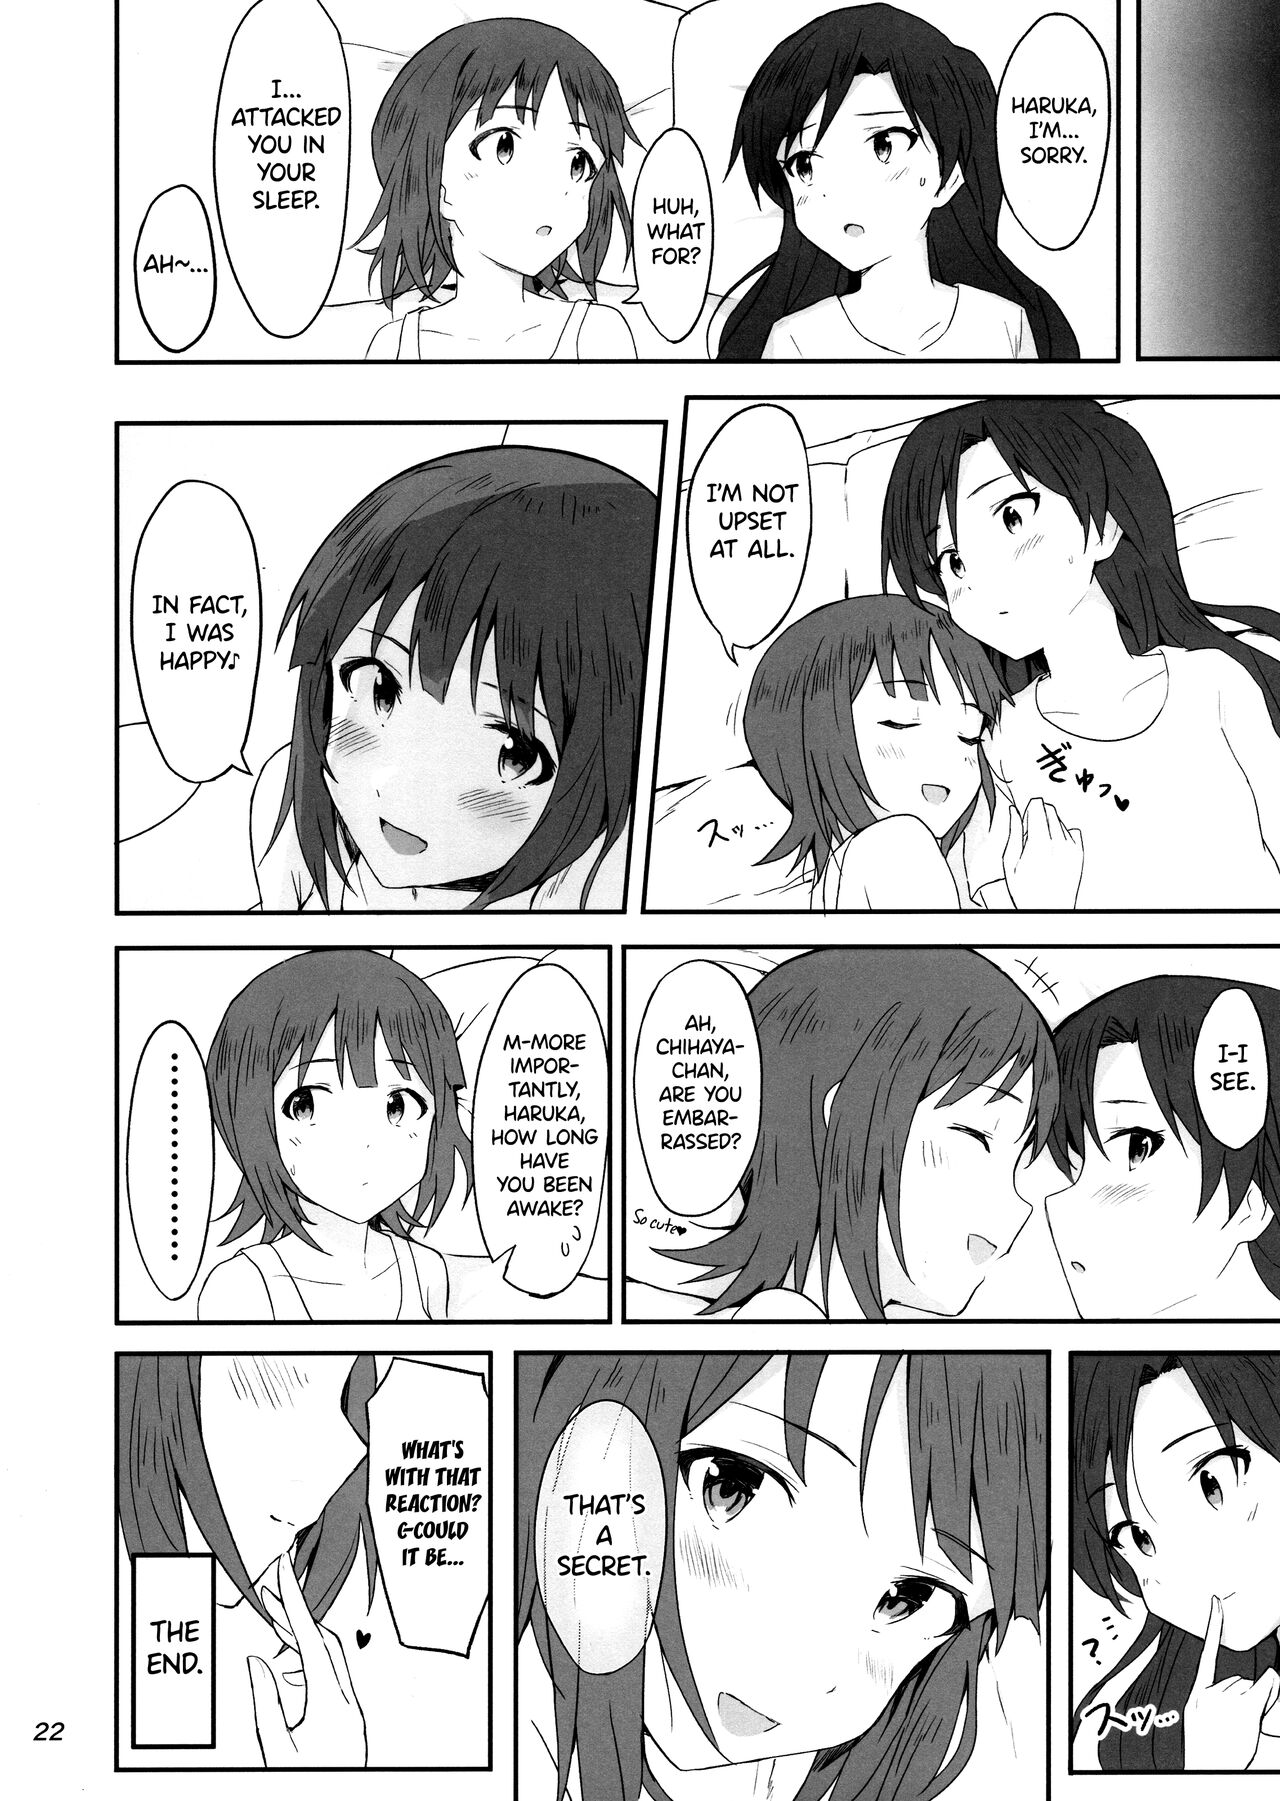 HARUKA,
I'M...
SORRY.
HUH,
WHAT
FOR?
I...
ATTACKED
YOU IN
YOUR
SLEEP.
AH~...
I'M NOT
UPSET
AT ALL.
ぎゅっ♥
スッ...
IN FACT,
I WAS
HAPPY♪
I-I
SEE.
AH,
CHIHAYA-
CHAN,
ARE YOU
EMBAR-
RASSED?
So cute♥
M-MORE
IMPOR-
TANTLY,
HARUKA,
HOW LONG
HAVE
YOU BEEN
AWAKE?
............
?...
スッ...
THAT'S
A
SECRET.
WHAT'S
WITH THAT
REACTION?
C-COULD
IT BE...
THE
END.
22